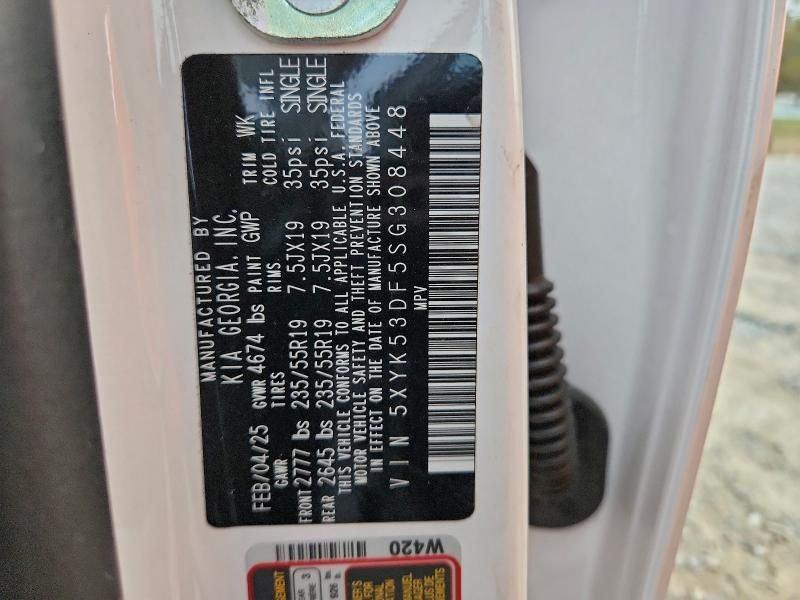 MANUFACTURED BY
KIA GEORGIA, INC.
FEB/04/25 GVWR 4674 lbs PAINT GWP TRIM WK
GAWR TIRES RIMS COLD TIRE INFL
FRONT 2777 lbs 235/55R19 7.5JX19 35psi SINGLE
REAR 2645 lbs 235/55R19 7.5JX19 35psi SINGLE
THIS VEHICLE CONFORMS TO ALL APPLICABLE U.S.A. FEDERAL
MOTOR VEHICLE SAFETY AND THEFT PREVENTION STANDARDS
IN EFFECT ON THE DATE OF MANUFACTURE SHOWN ABOVE
VIN 5XYK53DF5SG308448
MPV
W420